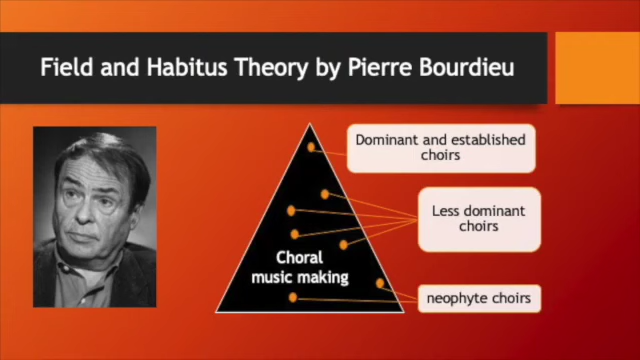 Field and Habitus Theory by Pierre Bourdieu
Dominant and established
choirs
Less dominant
choirs
Choral
music making
neophyte choirs